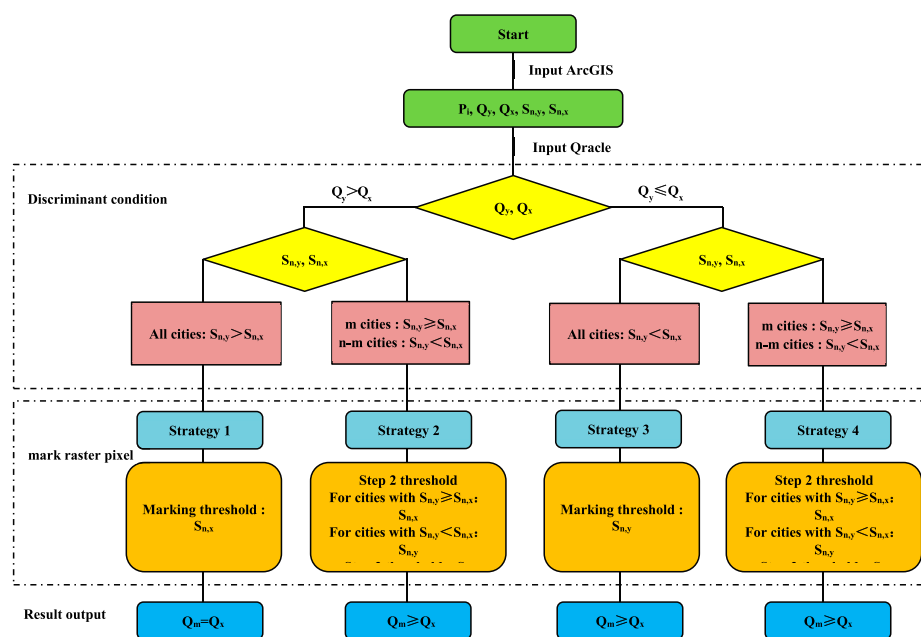 Start
Input ArcGIS
Pi, Qy, Qx, Sn,y, Sn,x
Input Qracle
Discriminant condition
Qy>Qx
Qy≤Qx
Qy, Qx
Sn,y, Sn,x
Sn,y, Sn,x
All cities: Sn,y>Sn,x
m cities : Sn,y≥Sn,x
n-m cities : Sn,y<Sn,x
All cities: Sn,y<Sn,x
m cities : Sn,y≥Sn,x
n-m cities : Sn,y<Sn,x
Strategy 1
Strategy 2
Strategy 3
Strategy 4
mark raster pixel
Marking threshold :
Sn,x
Step 2 threshold
For cities with Sn,y≥Sn,x:
Sn,x
For cities with Sn,y<Sn,x:
Sn,y
Marking threshold :
Sn,y
Step 2 threshold
For cities with Sn,y≥Sn,x:
Sn,x
For cities with Sn,y<Sn,x:
Sn,y
Result output
Qm=Qx
Qm≥Qx
Qm≥Qx
Qm≥Qx